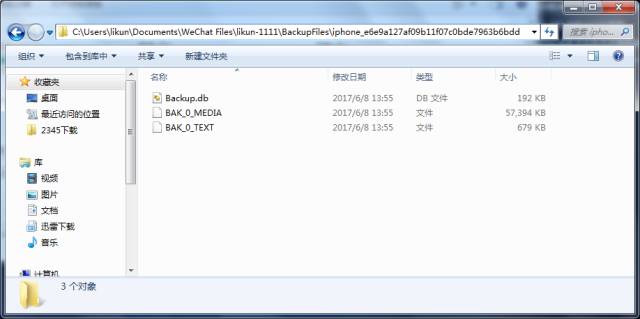 C:\Users\likun\Documents\WeChat Files\likun-1111\BackupFiles\iphone_e6e9a127af09b11f07c0bde7963b6bdd
搜索 ipho...
组织 包含到库中 共享 新建文件夹
名称 修改日期 类型 大小
收藏夹
桌面
最近访问的位置
2345下载
库
视频
图片
文档
迅雷下载
音乐
计算机
Backup.db 2017/6/8 13:55 DB 文件 192 KB
BAK_0_MEDIA 2017/6/8 13:55 文件 57,394 KB
BAK_0_TEXT 2017/6/8 13:55 文件 679 KB
3 个对象